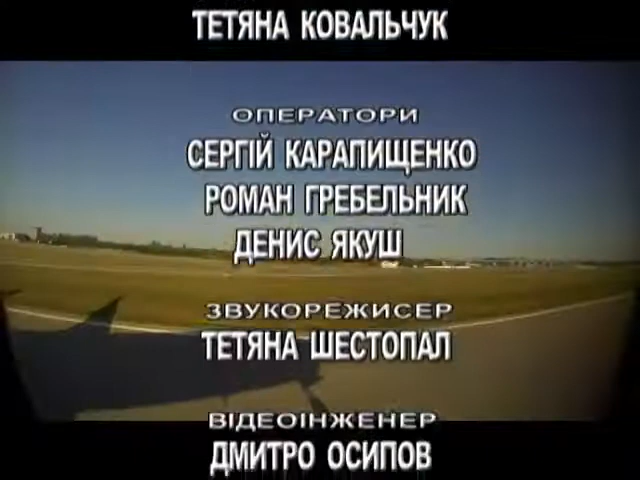 ТЕТЯНА КОВАЛЬЧУК
ОПЕРАТОРИ
СЕРГІЙ КАРАПИЩЕНКО
РОМАН ГРЕБЕЛЬНИК
ДЕНИС ЯКУШ
ЗВУКОРЕЖИСЕР
ТЕТЯНА ШЕСТОПАЛ
ВІДЕОІНЖЕНЕР
ДМИТРО ОСИПОВ